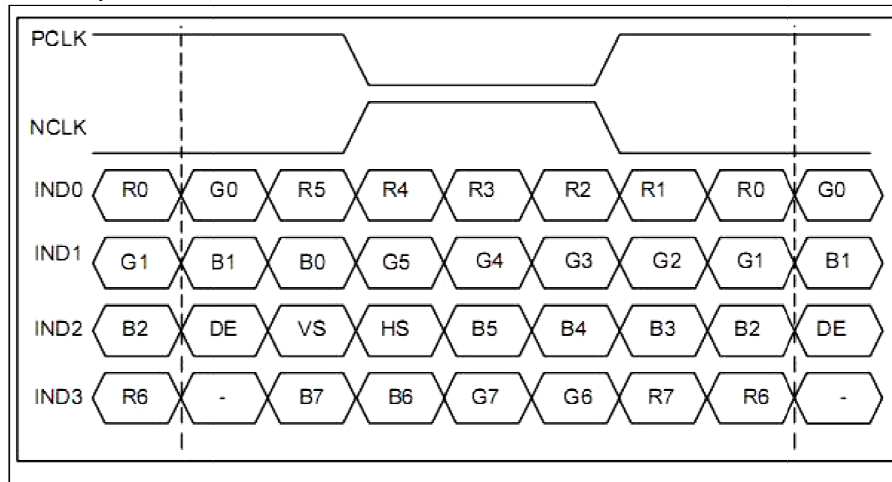 PCLK
NCLK
IND0 R0 G0 R5 R4 R3 R2 R1 R0 G0
IND1 G1 B1 B0 G5 G4 G3 G2 G1 B1
IND2 B2 DE VS HS B5 B4 B3 B2 DE
IND3 R6 - B7 B6 G7 G6 R7 R6 -